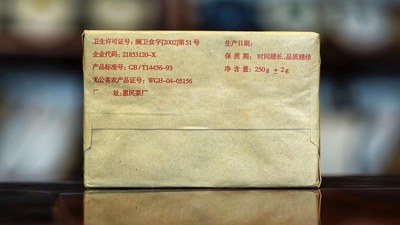 卫生许可证号：闽卫食字[2002]第51号
企业代码：21853120-X
产品标准号：GB/T14456-93
无公害农产品证号：WGH-04-05156
厂 址：惠民茶厂
生产日期：
保 质 期： 时间越长，品质越佳
净 含 量：250g ± 2g